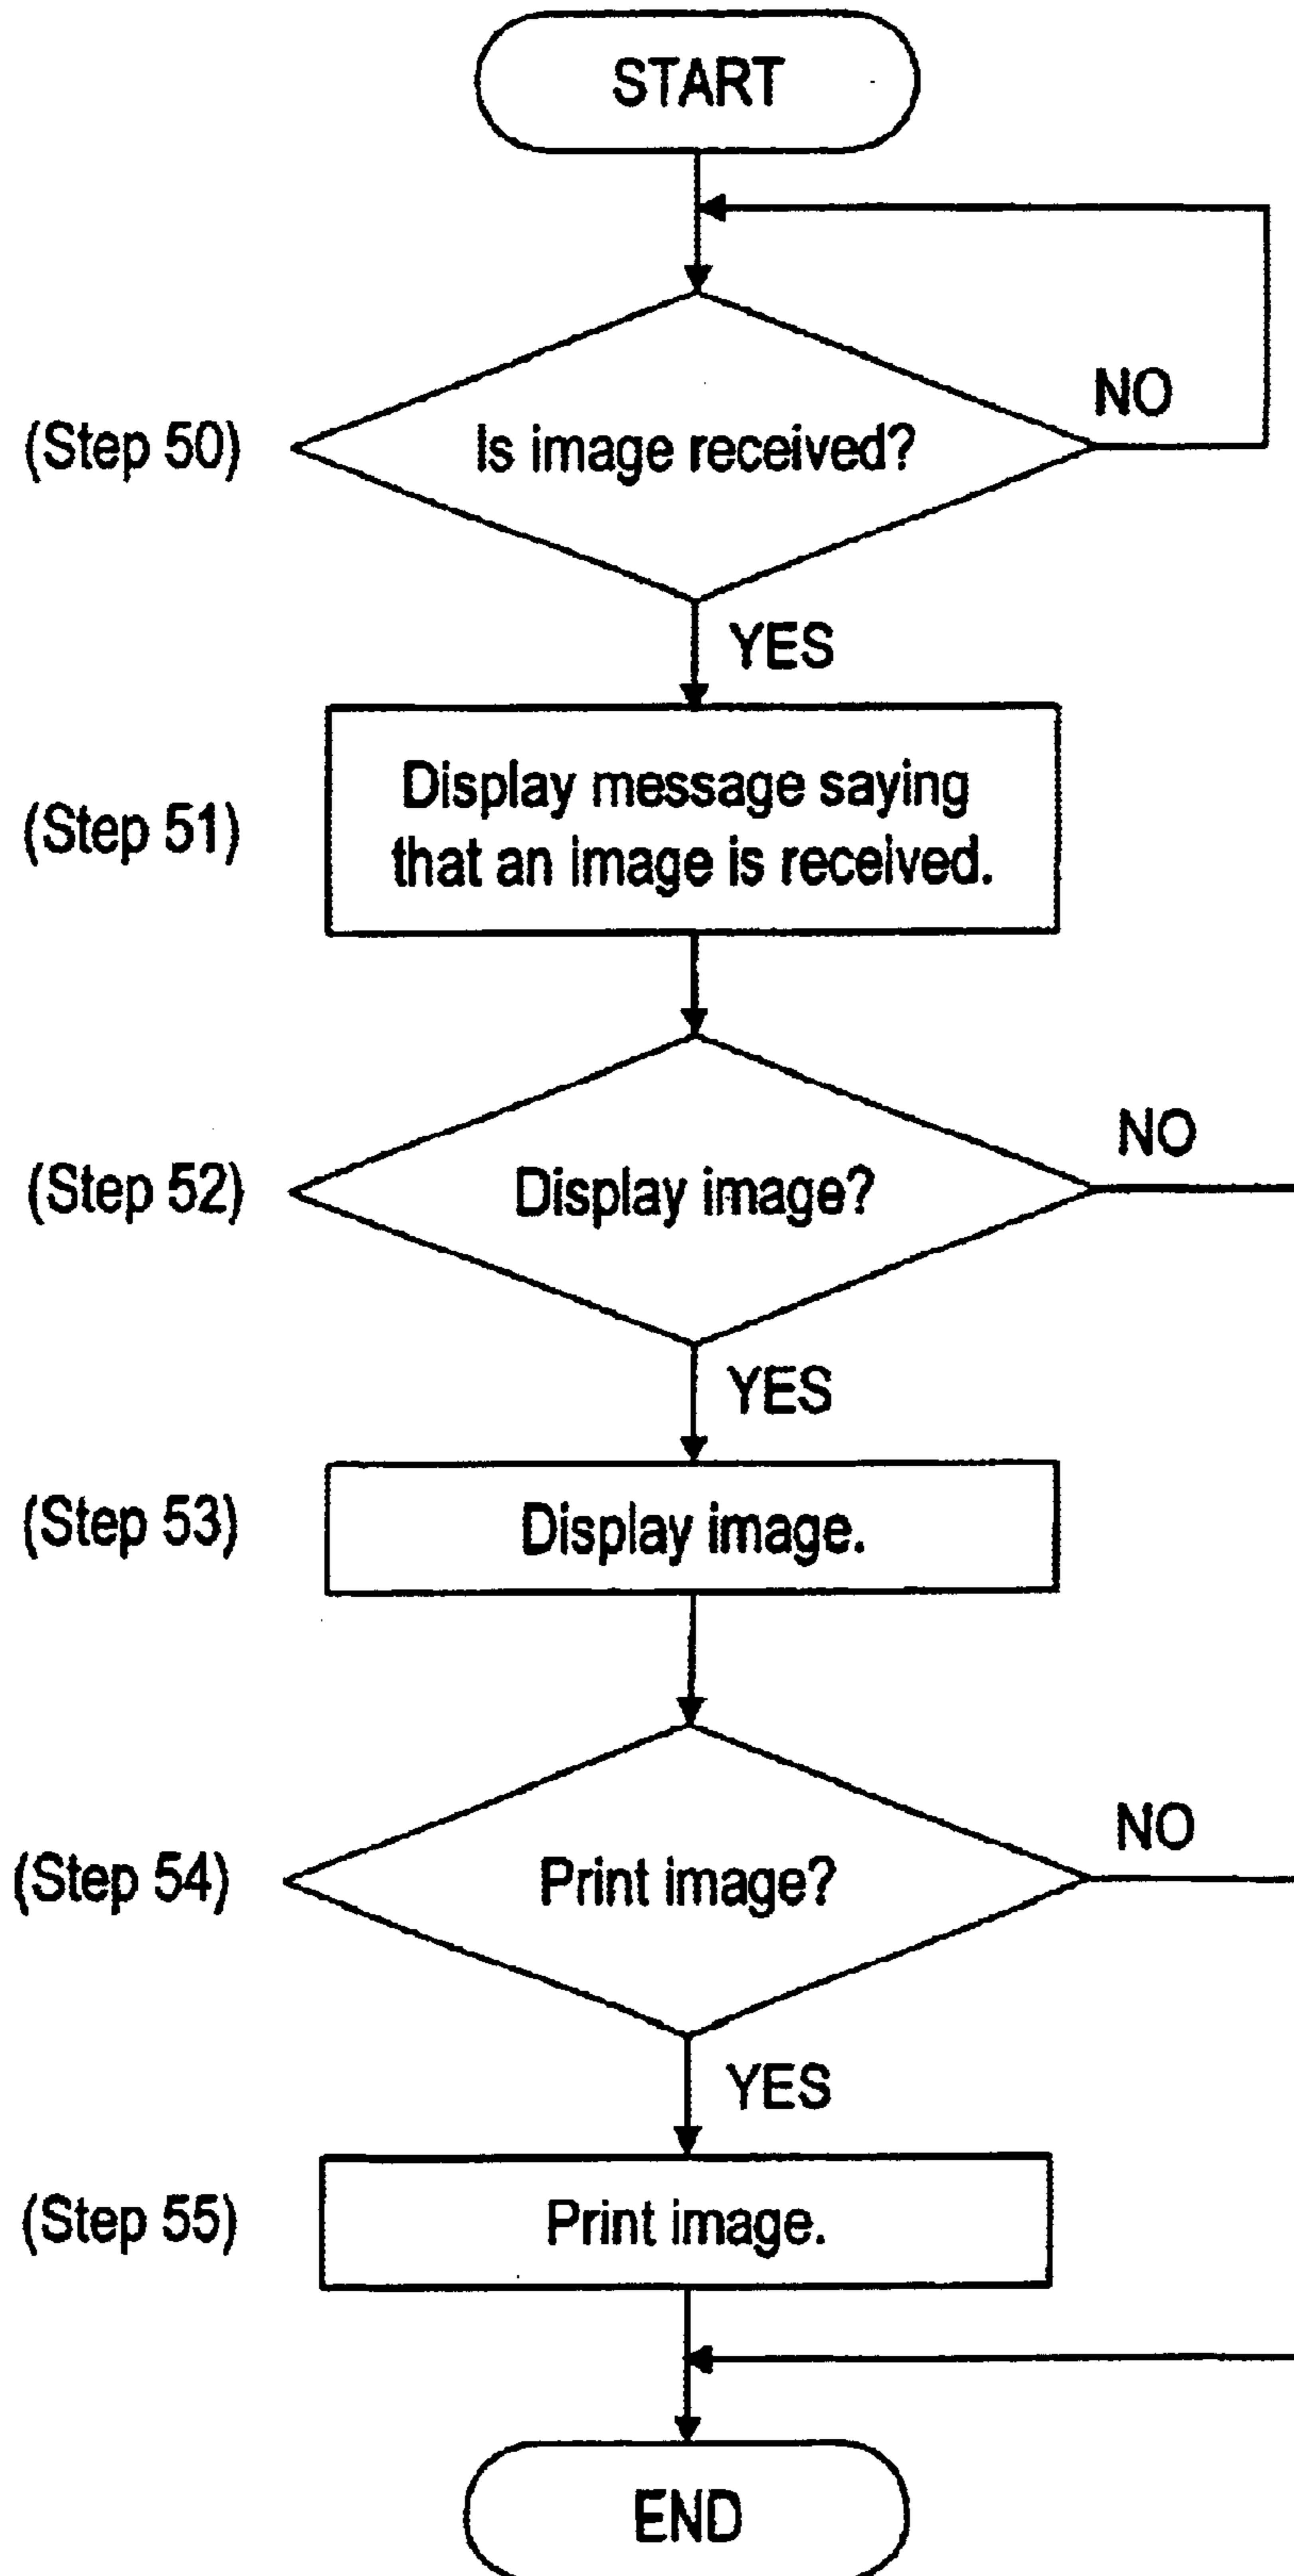 START
NO
(Step 50)
Is image received?
YES
(Step 51)
Display message saying
that an image is received.
NO
(Step 52)
Display image?
YES
(Step 53)
Display image.
NO
(Step 54)
Print image?
YES
(Step 55)
Print image.
END